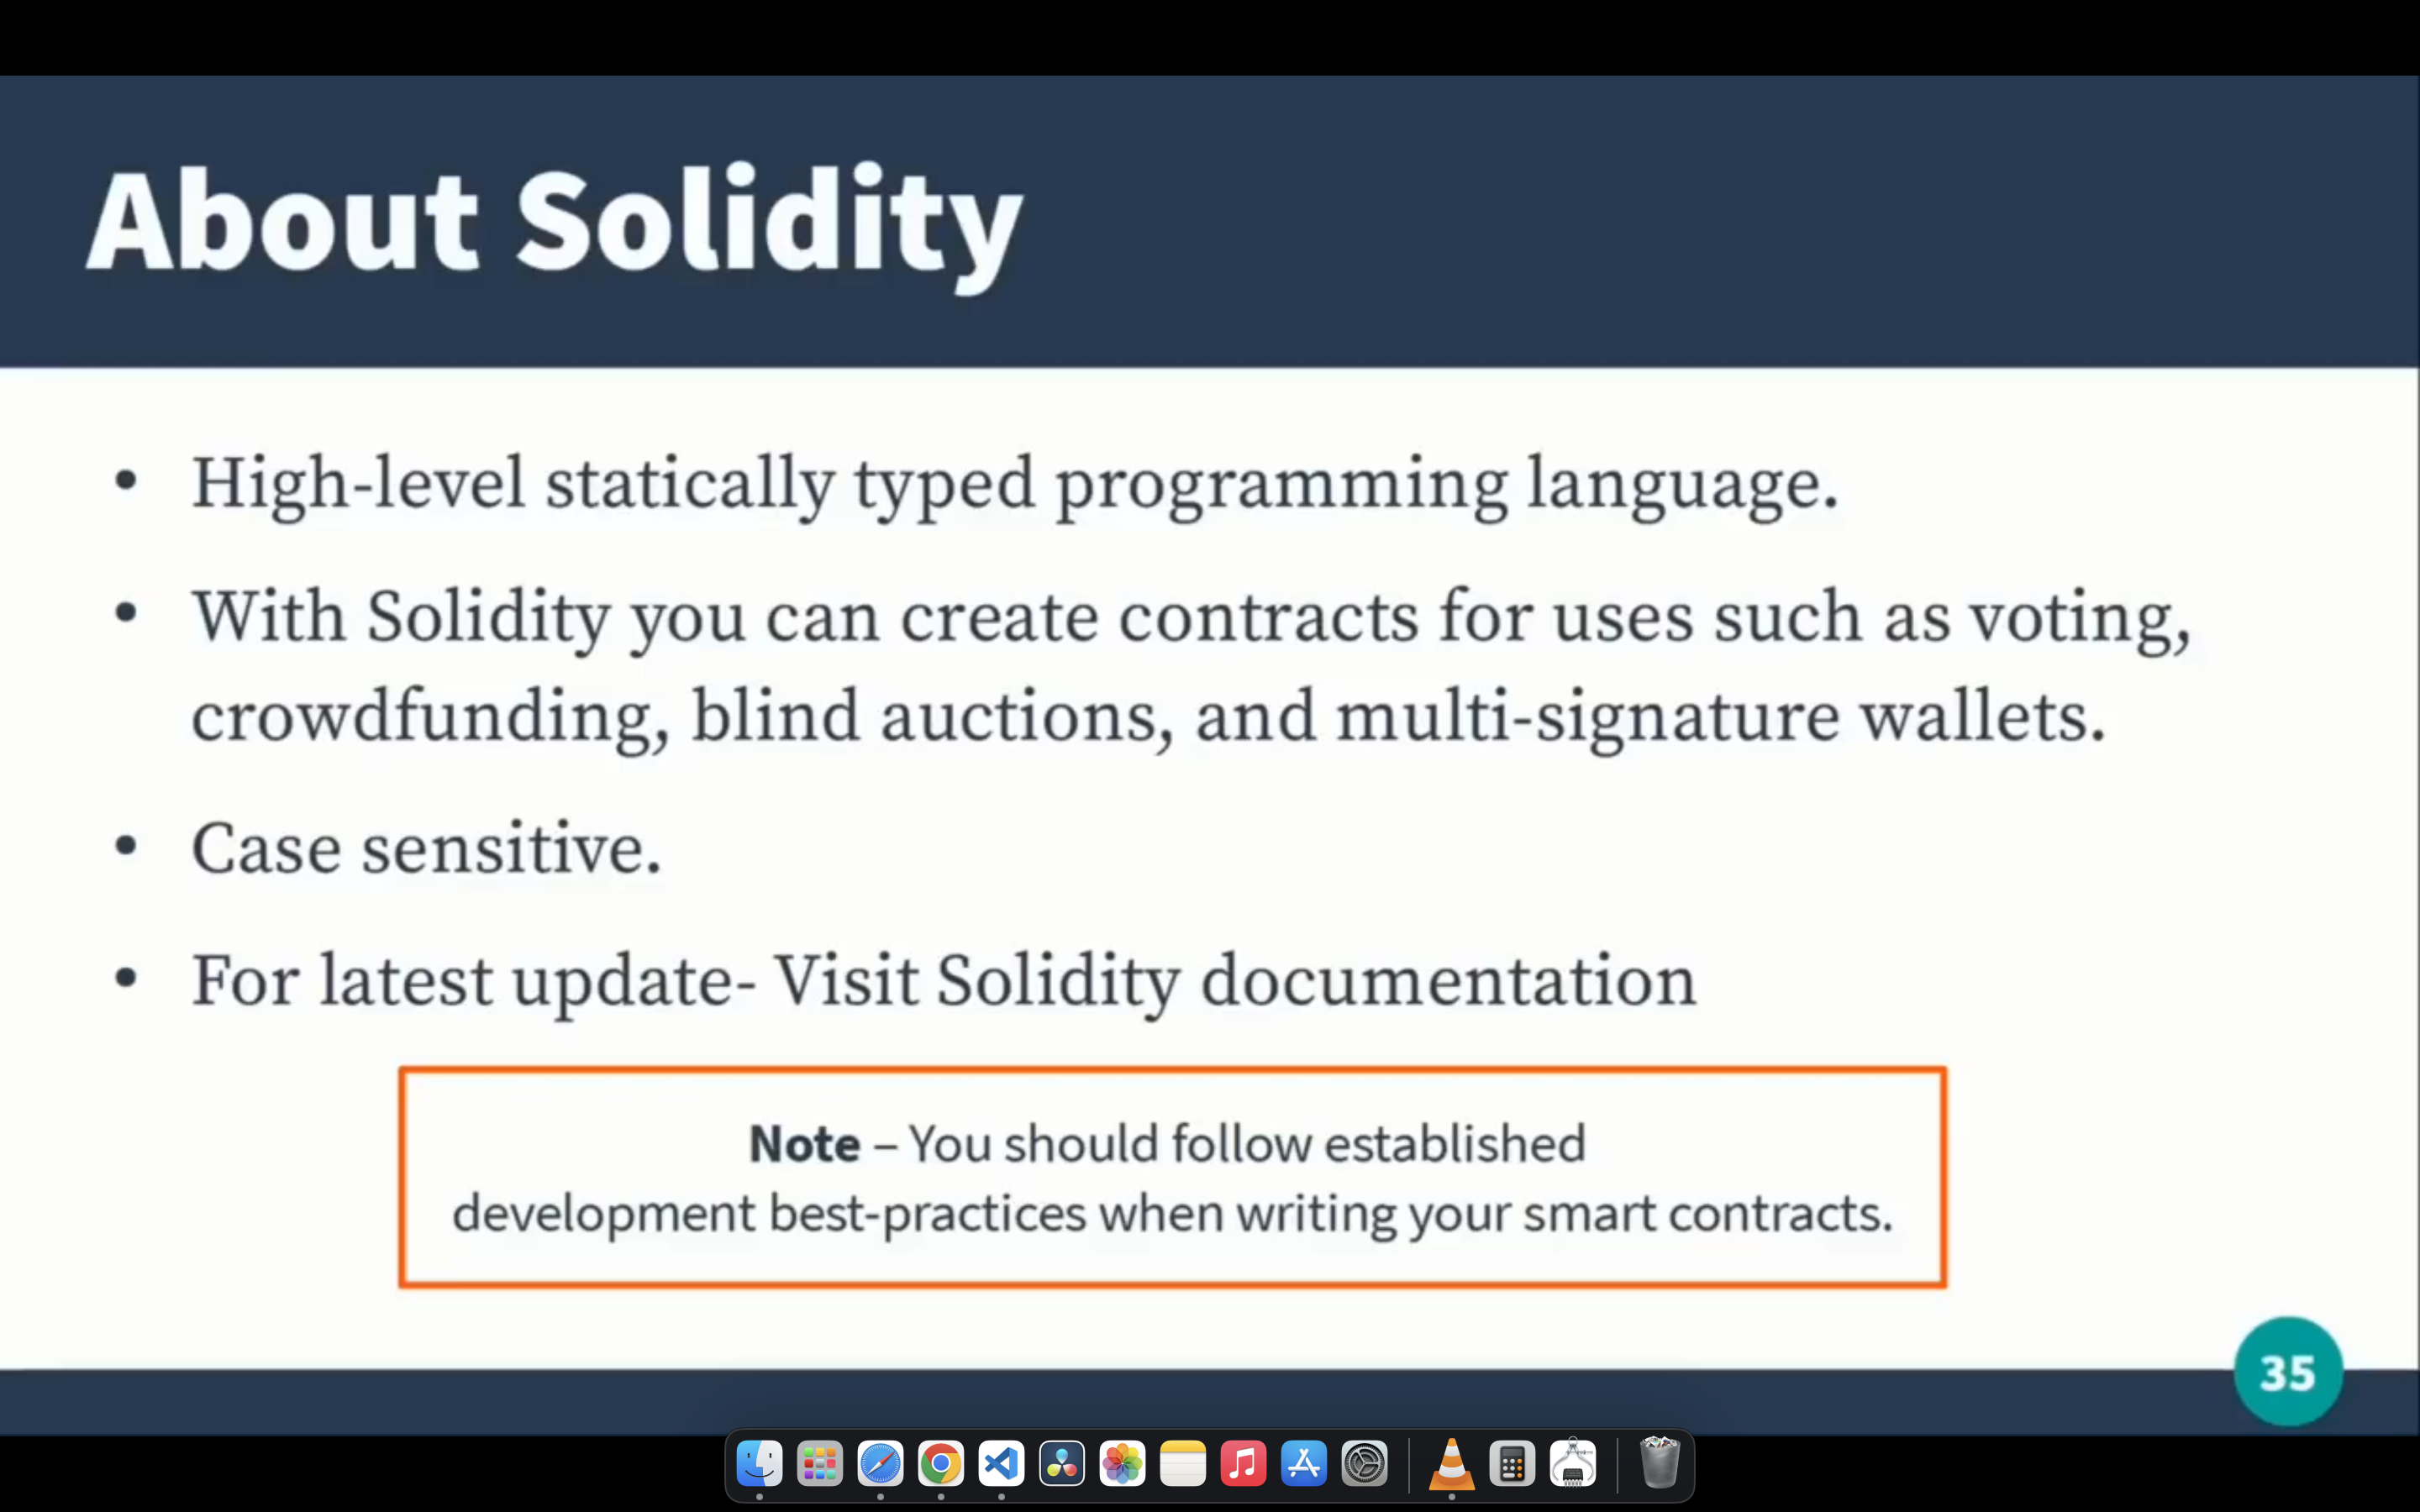 About Solidity
• High-level statically typed programming language.
• With Solidity you can create contracts for uses such as voting,
crowdfunding, blind auctions, and multi-signature wallets.
• Case sensitive.
• For latest update- Visit Solidity documentation
Note – You should follow established
development best-practices when writing your smart contracts.
35